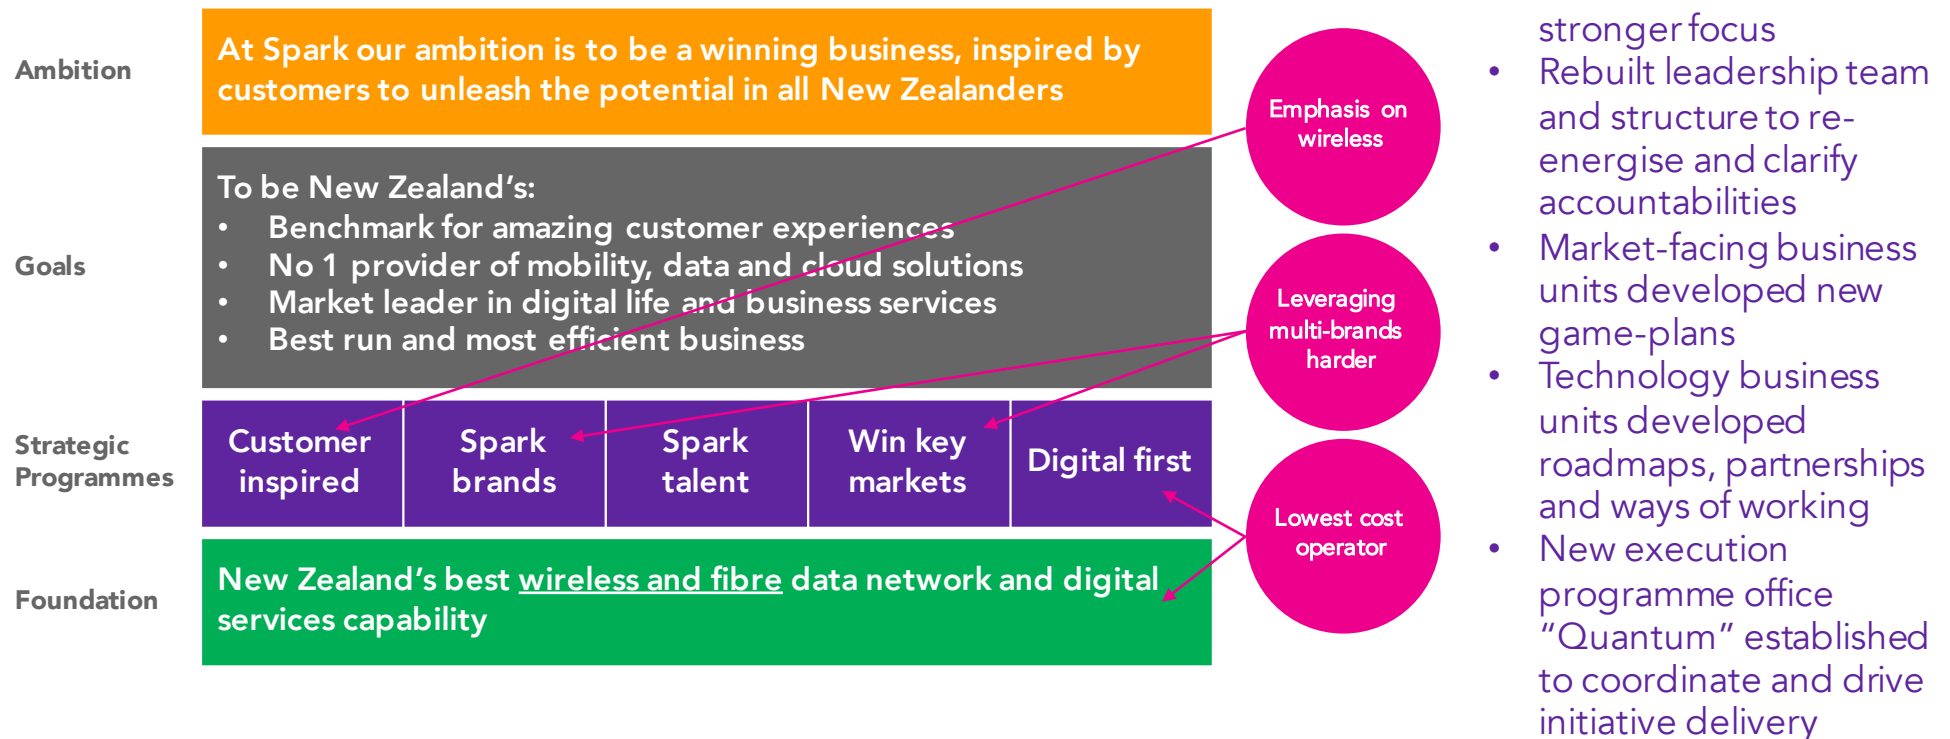 Ambition
At Spark our ambition is to be a winning business, inspired by
customers to unleash the potential in all New Zealanders
Goals
To be New Zealand’s:
• Benchmark for amazing customer experiences
• No 1 provider of mobility, data and cloud solutions
• Market leader in digital life and business services
• Best run and most efficient business
Strategic
Programmes
Customer
inspired
Spark
brands
Spark
talent
Win key
markets
Digital first
Foundation
New Zealand’s best wireless and fibre data network and digital
services capability
Emphasis on
wireless
Leveraging
multi-brands
harder
Lowest cost
operator
stronger focus
• Rebuilt leadership team
and structure to re-
energise and clarify
accountabilities
• Market-facing business
units developed new
game-plans
• Technology business
units developed
roadmaps, partnerships
and ways of working
• New execution
programme office
“Quantum” established
to coordinate and drive
initiative delivery